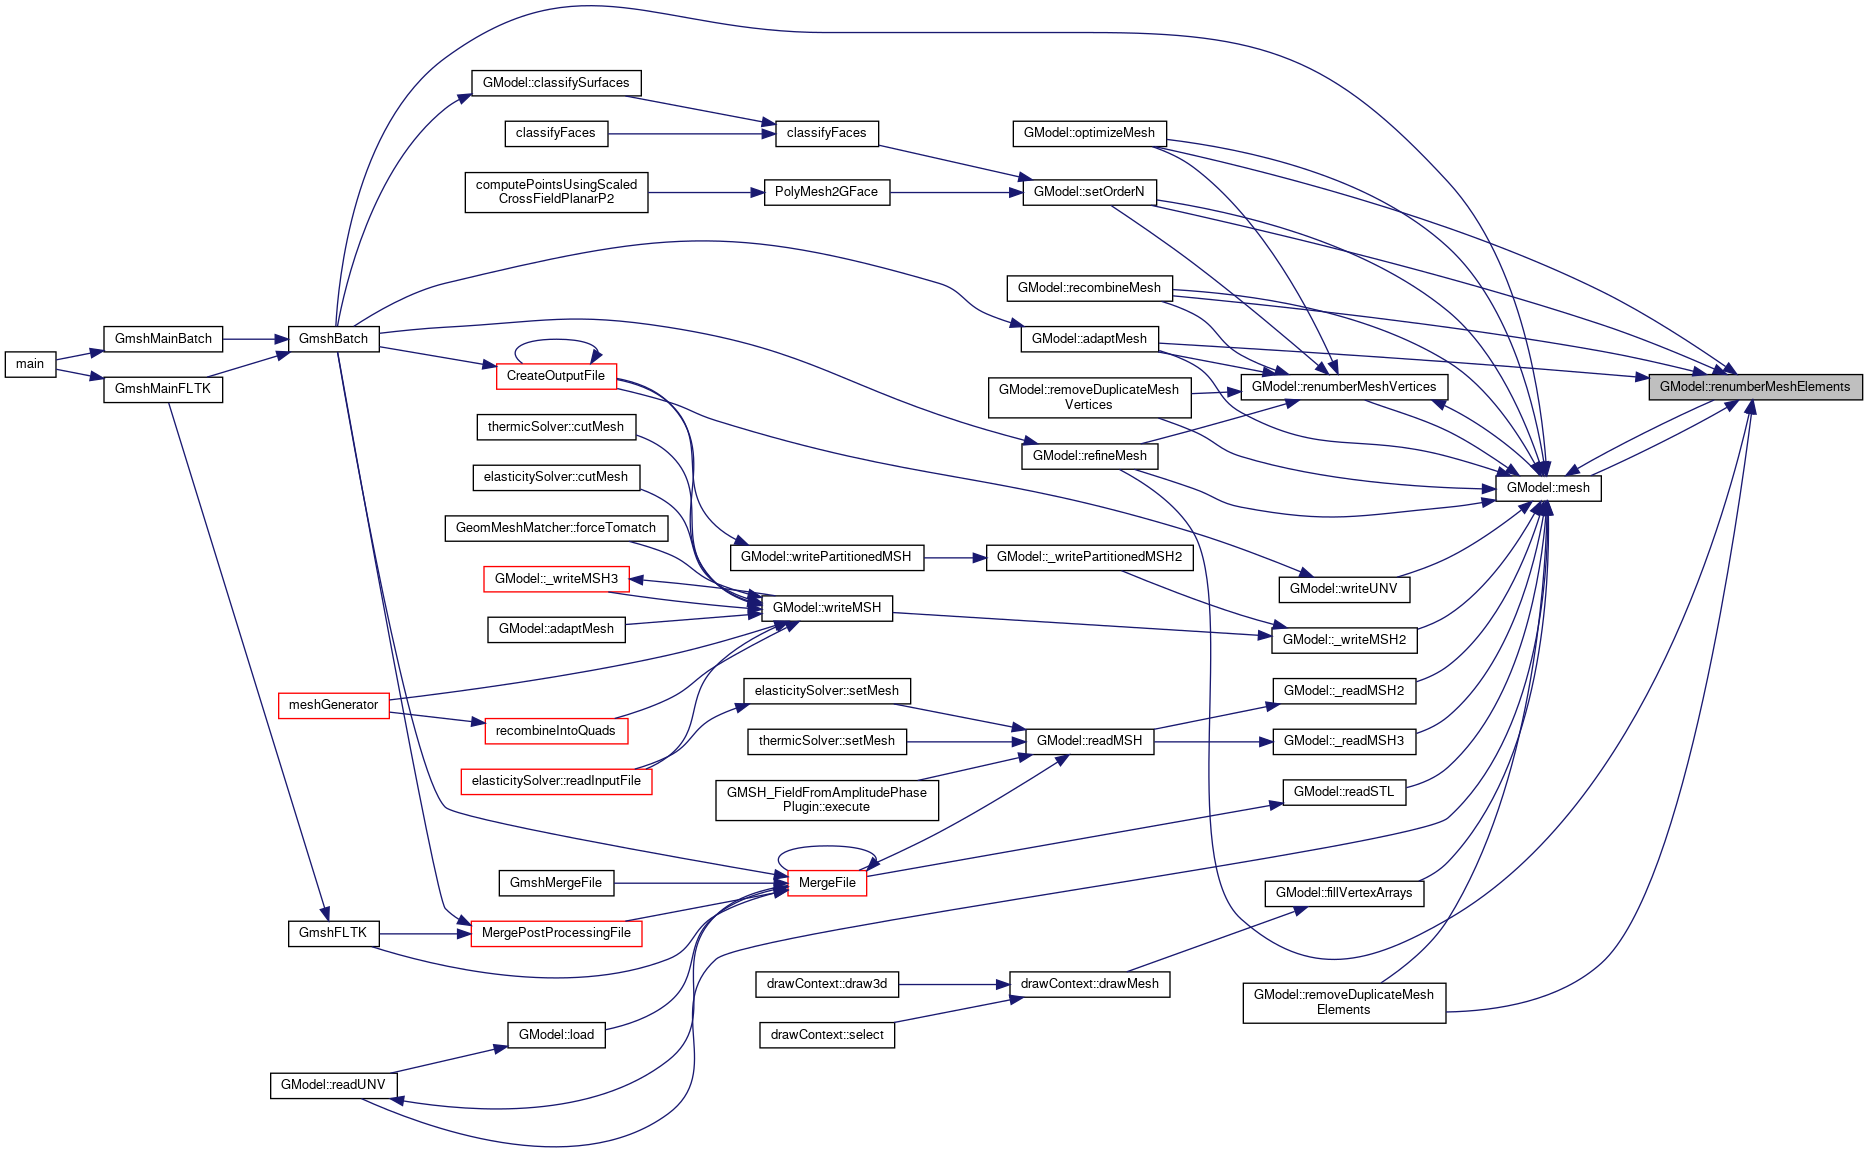 GModel::classifySurfaces
classifyFaces
classifyFaces
GModel::optimizeMesh
computePointsUsingScaled
CrossFieldPlanarP2
PolyMesh2GFace
GModel::setOrderN
GModel::recombineMesh
GmshMainBatch
GmshBatch
GModel::adaptMesh
main
GmshMainFLTK
CreateOutputFile
GModel::removeDuplicateMesh
Vertices
GModel::renumberMeshVertices
GModel::renumberMeshElements
thermicSolver::cutMesh
GModel::refineMesh
elasticitySolver::cutMesh
GModel::mesh
GeomMeshMatcher::forceTomatch
GModel::writePartitionedMSH
GModel::_writePartitionedMSH2
GModel::_writeMSH3
GModel::writeUNV
GModel::writeMSH
GModel::adaptMesh
GModel::_writeMSH2
meshGenerator
elasticitySolver::setMesh
GModel::_readMSH2
recombineIntoQuads
thermicSolver::setMesh
GModel::readMSH
GModel::_readMSH3
elasticitySolver::readInputFile
GMSH_FieldFromAmplitudePhase
Plugin::execute
GModel::readSTL
GmshMergeFile
MergeFile
GModel::fillVertexArrays
GmshFLTK
MergePostProcessingFile
drawContext::draw3d
drawContext::drawMesh
GModel::removeDuplicateMesh
Elements
GModel::load
drawContext::select
GModel::readUNV